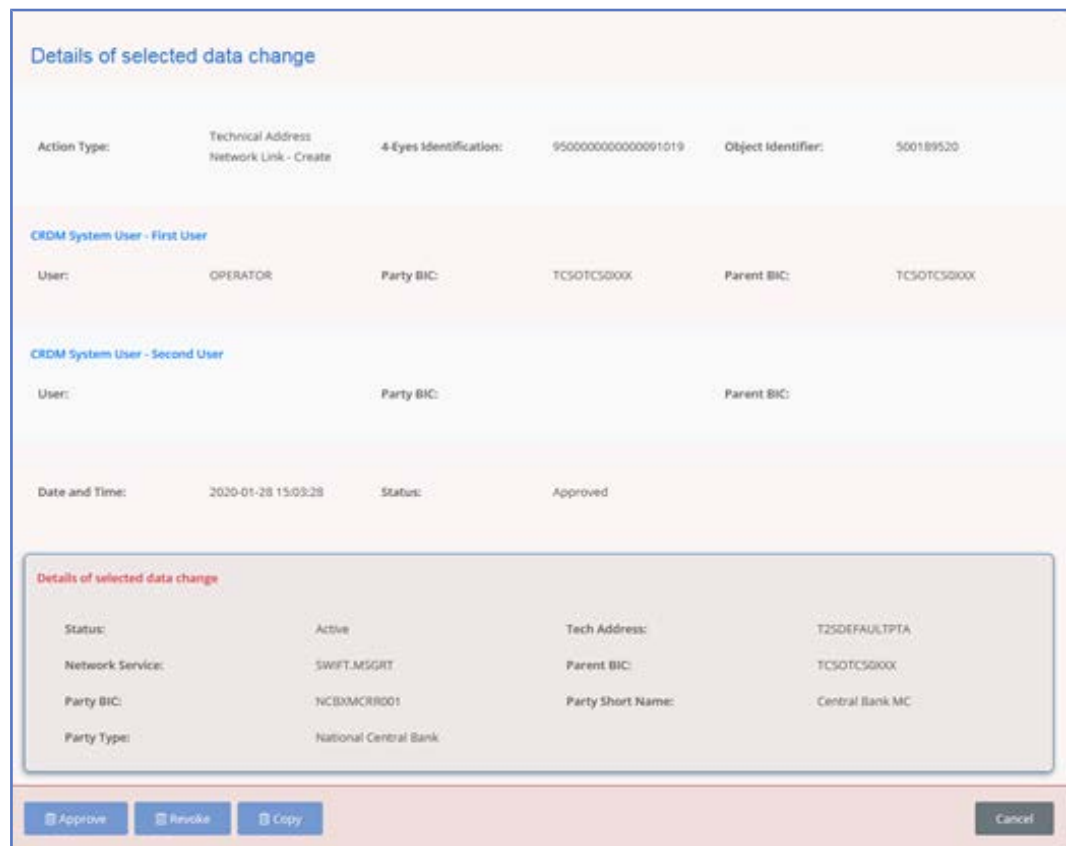 Details of selected data change
Action Type: Technical Address Network Link - Create 4-Eyes Identification: 9500000000000091019 Object Identifier: 500189520
CRDM System User - First User
User: OPERATOR Party BIC: TCSOTCS0XXX Parent BIC: TCSOTCS0XXX
CRDM System User - Second User
User: Party BIC: Parent BIC:
Date and Time: 2020-01-28 15:03:28 Status: Approved
Details of selected data change
Status: Active Tech Address: T2SDEFAULTPTA
Network Service: SWIFT.MSGRT Parent BIC: TCSOTCS0XXX
Party BIC: NCBXMCRR001 Party Short Name: Central Bank MC
Party Type: National Central Bank
Approve Revoke Copy Cancel